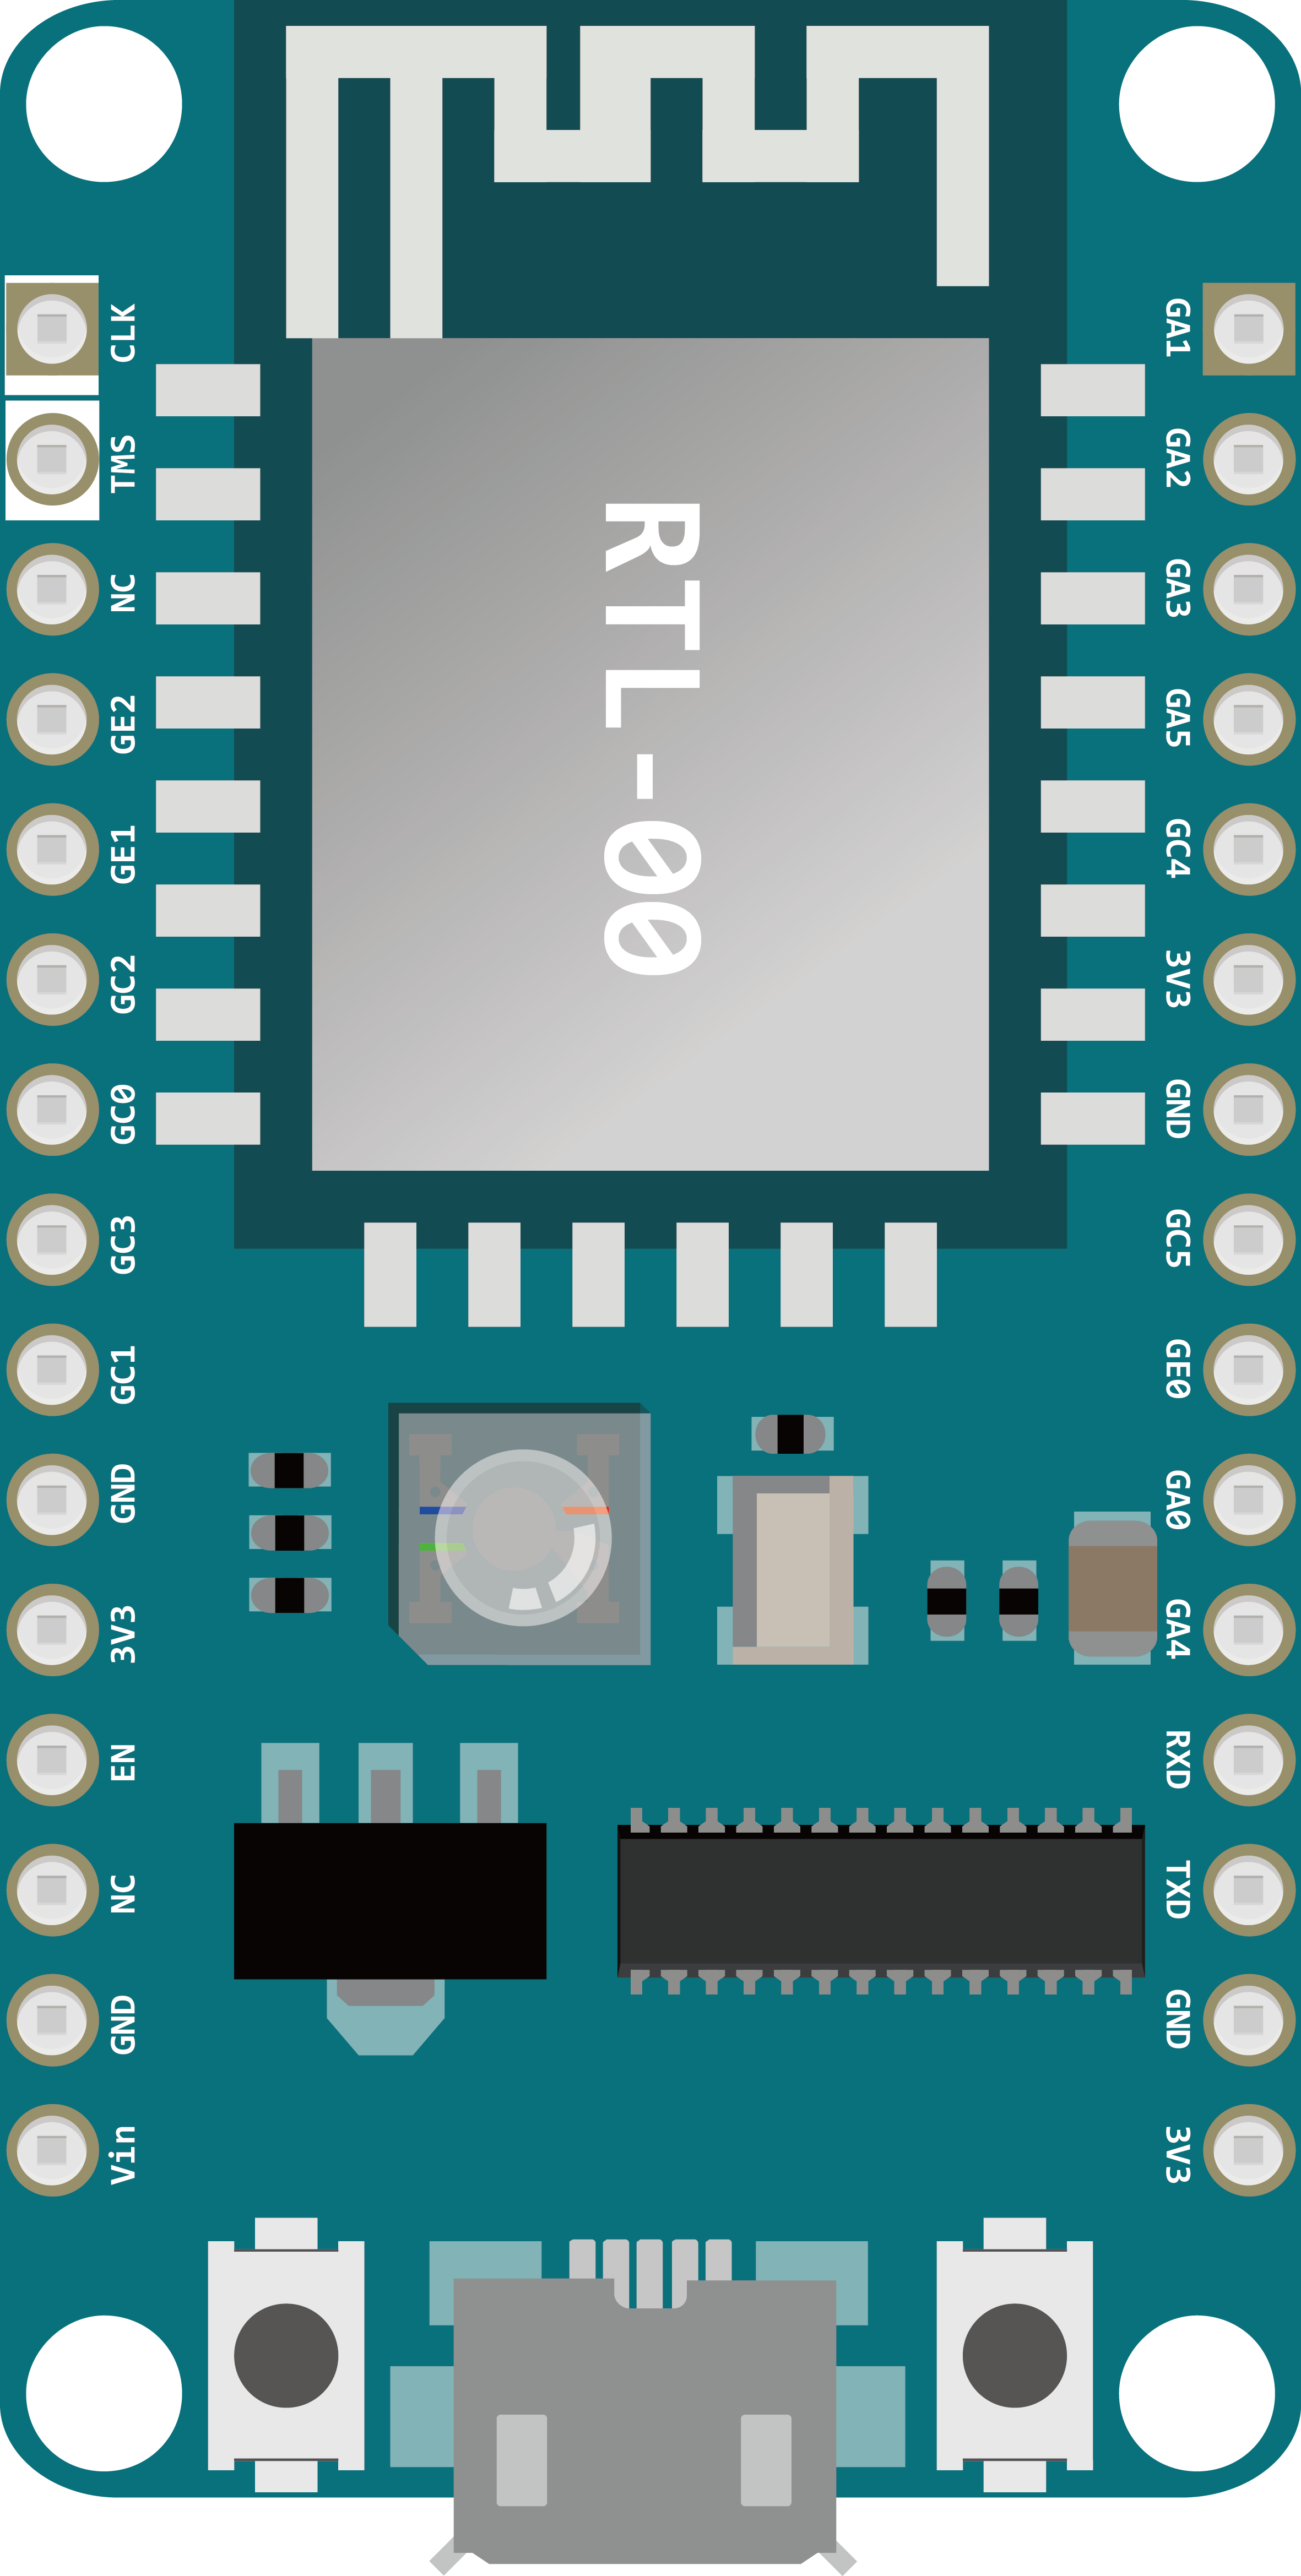 CLK
TMS
NC
GE2
GE1
GC2
GC0
GC3
GC1
GND
3V3
EN
NC
GND
Vin
RTL-00
GA1
GA2
GA3
GA5
GC4
3V3
GND
GC5
GE0
GA0
GA4
RXD
TXD
GND
3V3